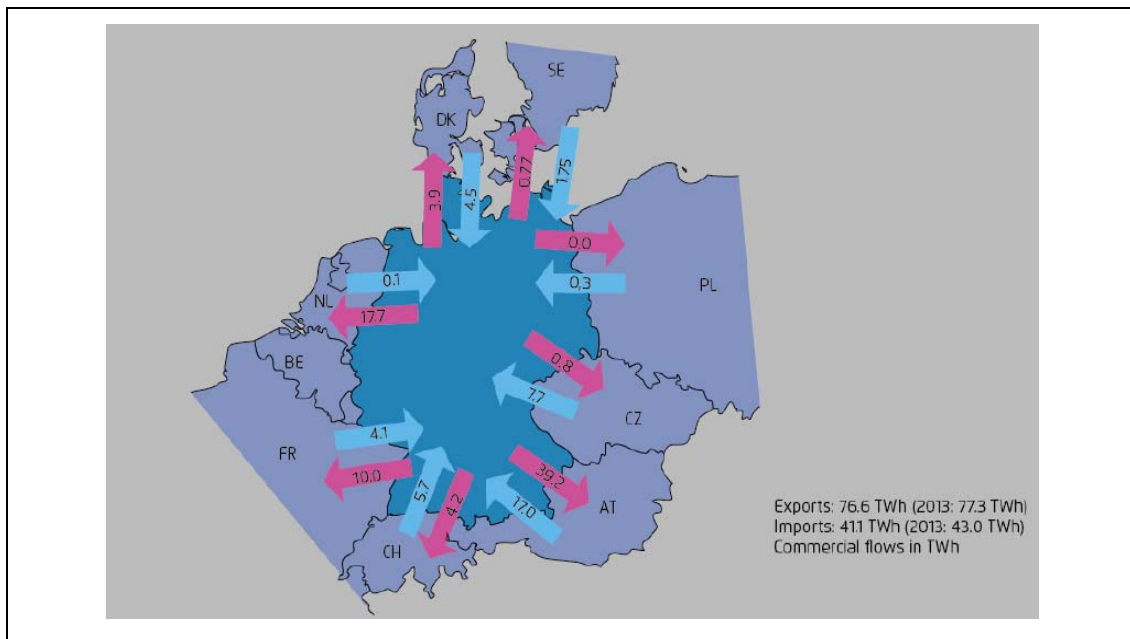 SE
DK
0.77
1.75
3.9
4.5
0,0
0.1
0,3
NL
PL
17.7
BE
0.8
7.7
CZ
4.1
FR
10.0
39.2
5.7
4.2
17.0
AT
CH
Exports: 76.6 TWh (2013: 77.3 TWh)
Imports: 41.1 TWh (2013: 43.0 TWh)
Commercial flows in TWh